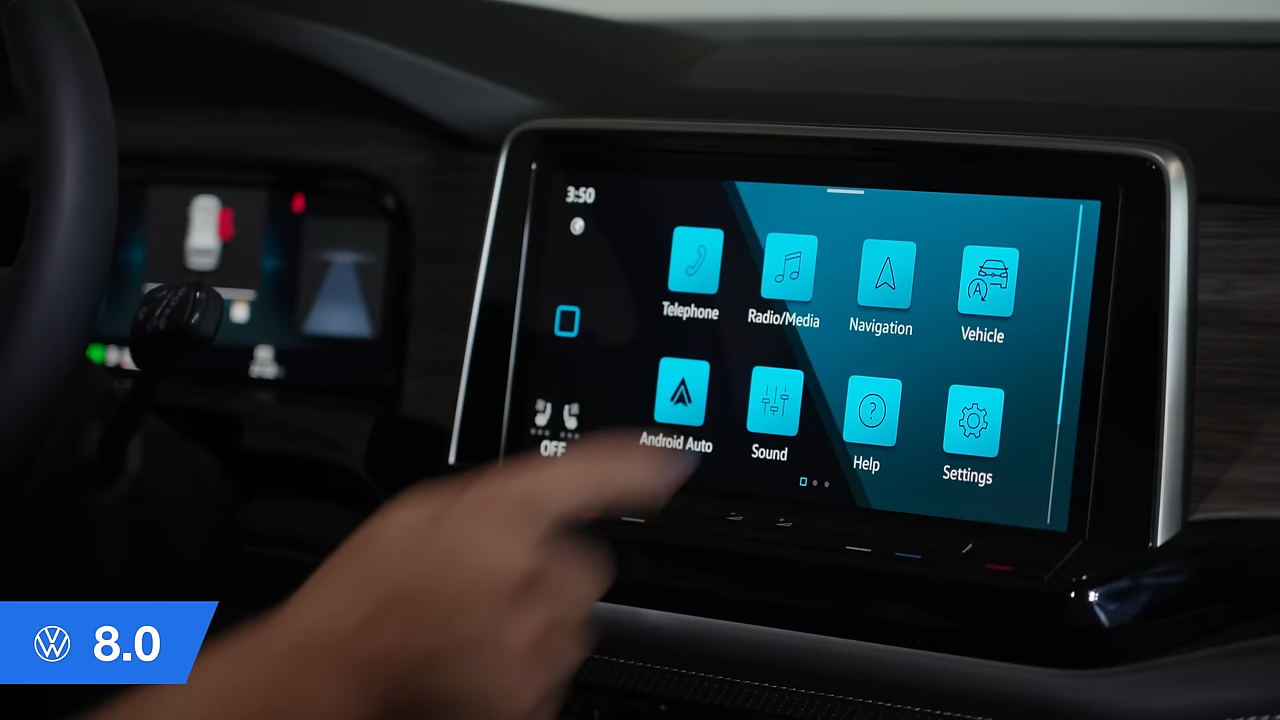 3:50
Telephone
Radio/Media
Navigation
Vehicle
Android Auto
Sound
Help
Settings
OFF
8.0